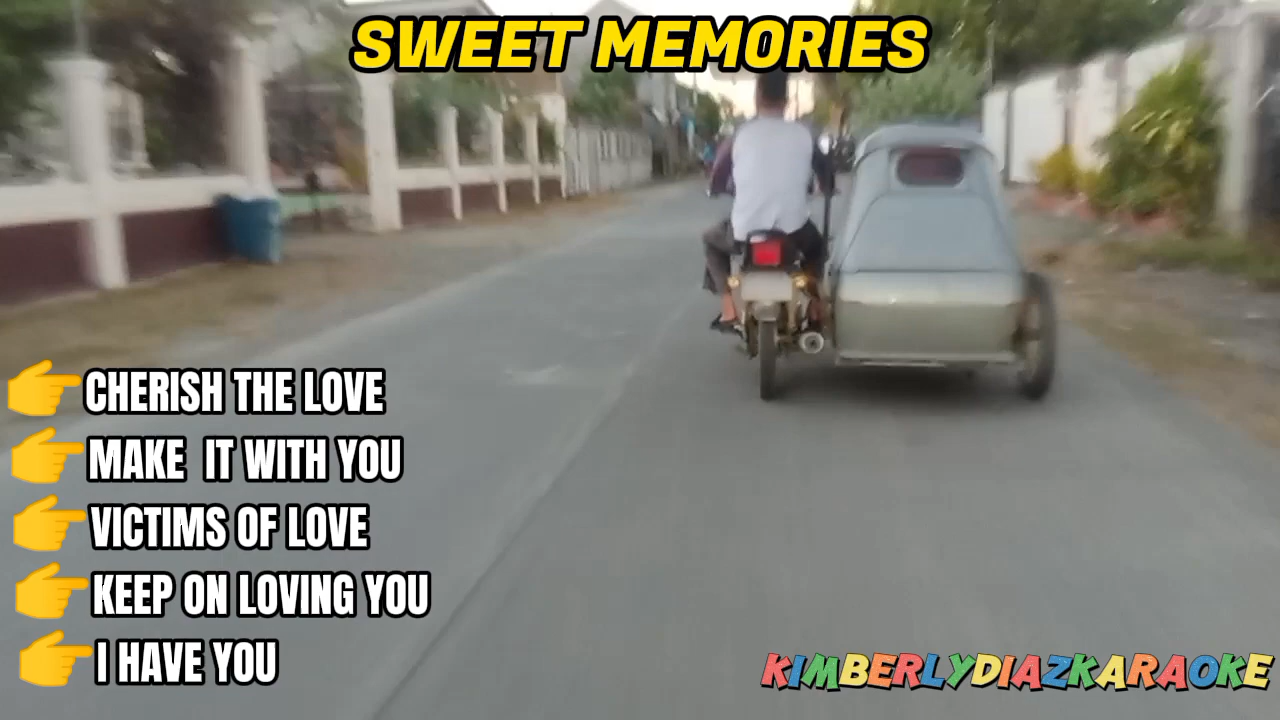 SWEET MEMORIES
CHERISH THE LOVE
MAKE IT WITH YOU
VICTIMS OF LOVE
KEEP ON LOVING YOU
I HAVE YOU
KIMBERLYDIAZKARAOKE